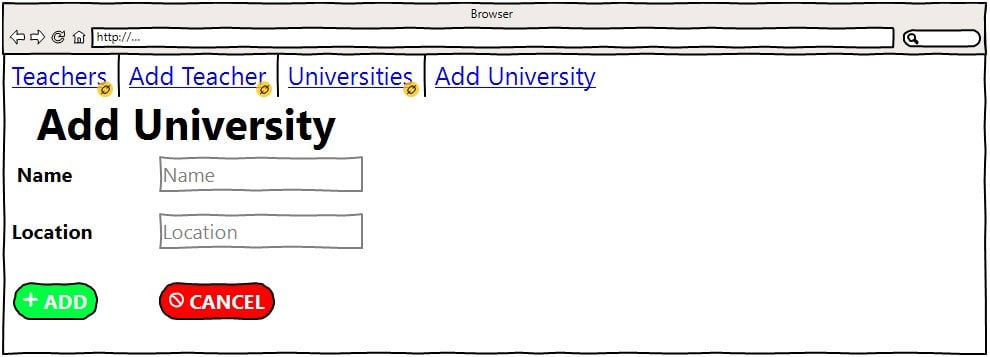 Browser
http://...
Teachers Add Teacher Universities Add University
Add University
Name Name
Location Location
ADD CANCEL